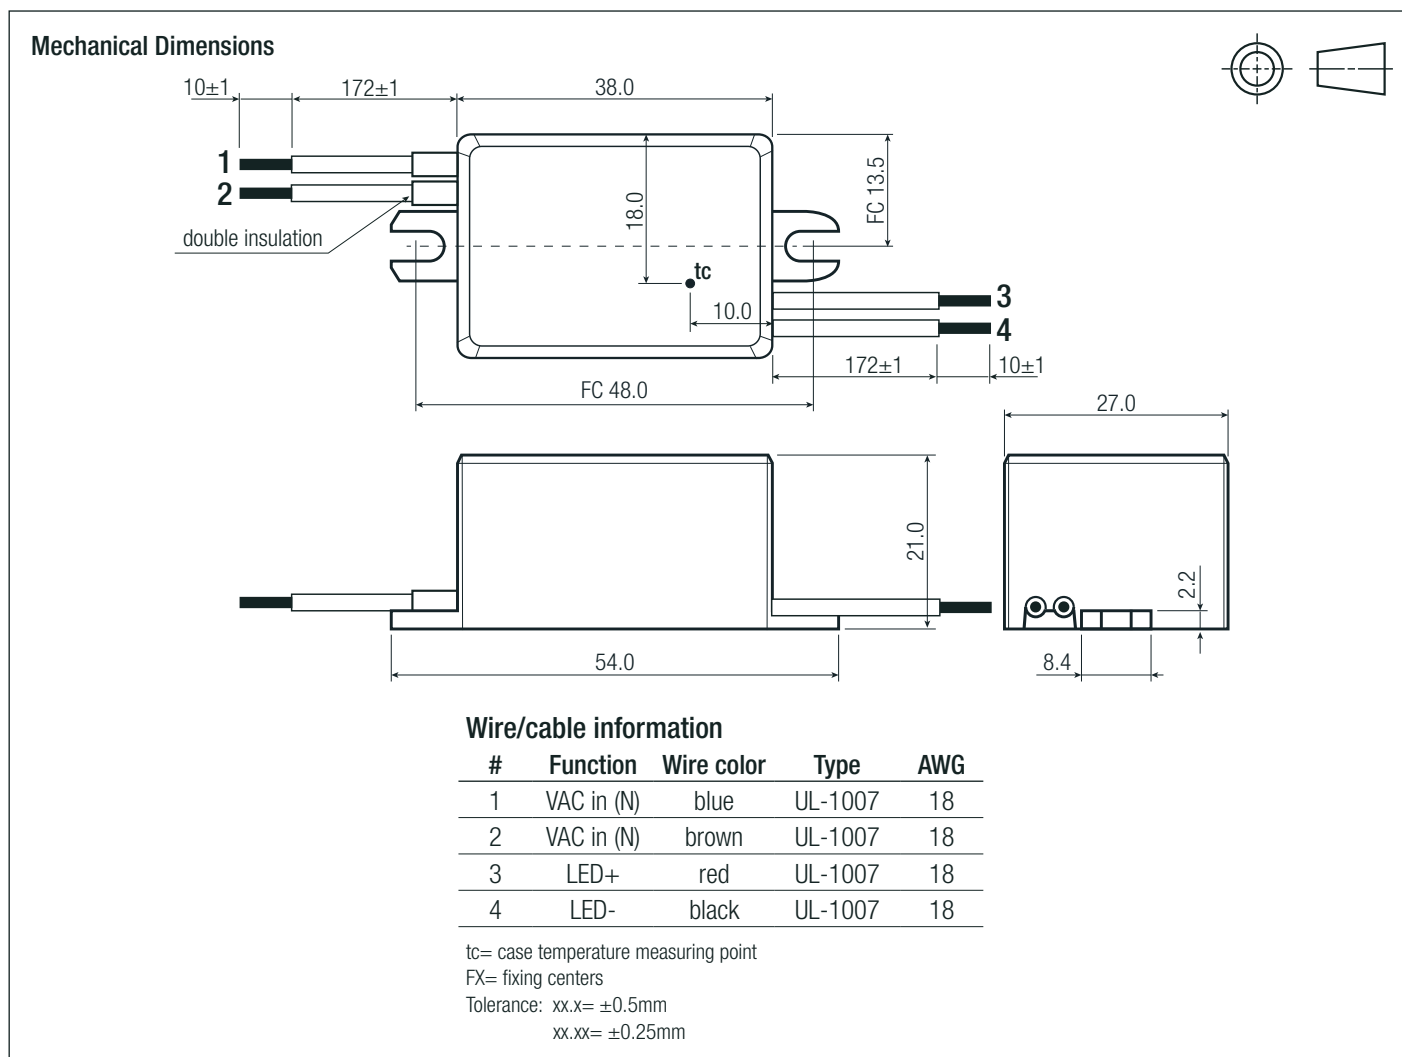 Mechanical Dimensions
10±1
172±1
38.0
1
2
double insulation
18.0
FC 13.5
tc
10.0
3
4
172±1
10±1
FC 48.0
27.0
21.0
2.2
54.0
8.4
Wire/cable information
# Function Wire color Type AWG
1 VAC in (N) blue UL-1007 18
2 VAC in (N) brown UL-1007 18
3 LED+ red UL-1007 18
4 LED- black UL-1007 18
tc= case temperature measuring point
FX= fixing centers
Tolerance: xx.x= ±0.5mm
xx.xx= ±0.25mm